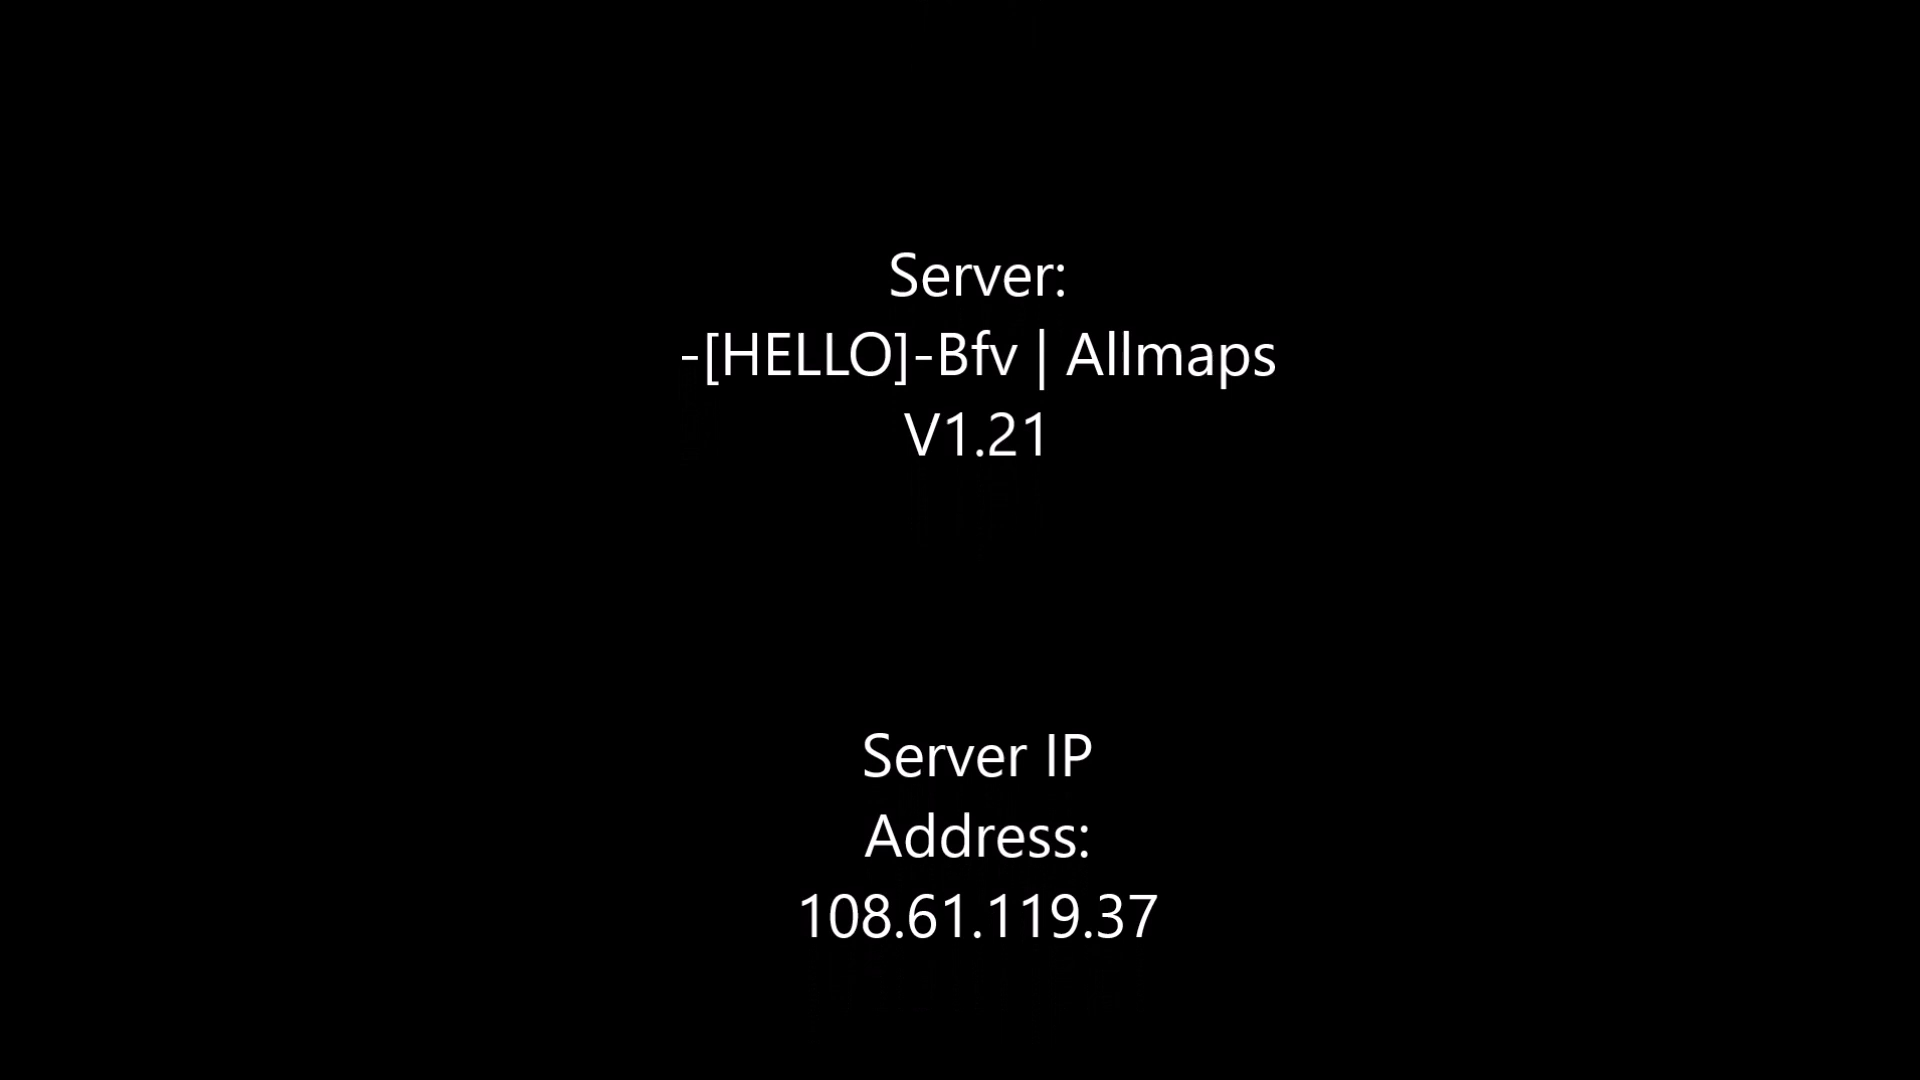 Server:
-[HELLO]-Bfv | Allmaps
V1.21
Server IP
Address:
108.61.119.37